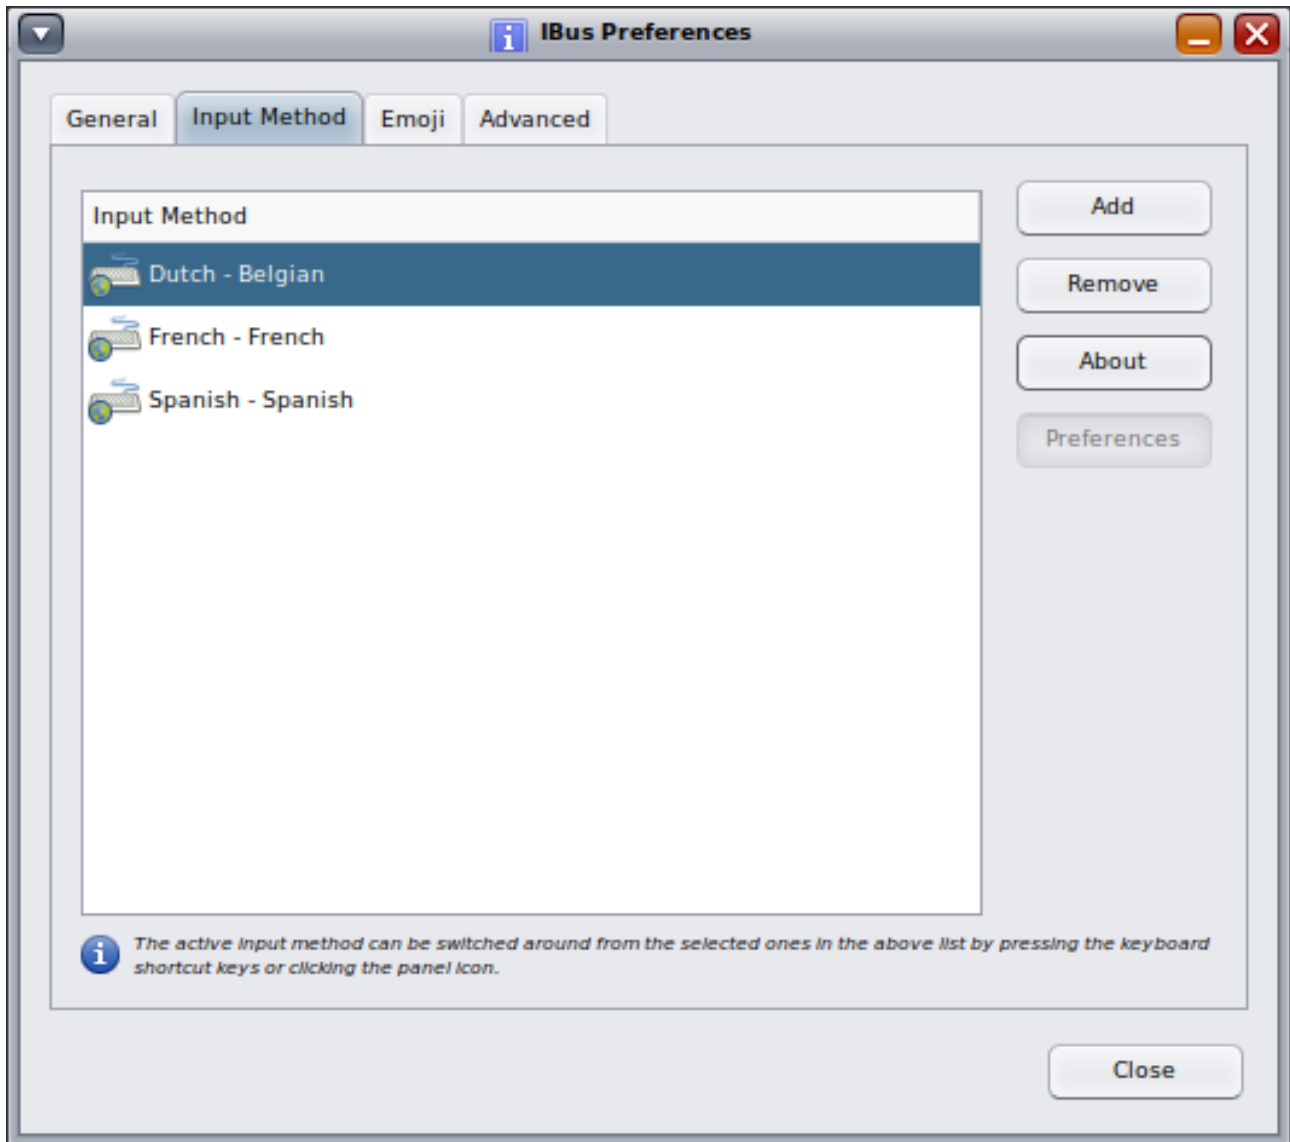 IBus Preferences
General
Input Method
Emoji
Advanced
Input Method
Dutch - Belgian
French - French
Spanish - Spanish
Add
Remove
About
Preferences
The active input method can be switched around from the selected ones in the above list by pressing the keyboard
shortcut keys or clicking the panel icon.
Close